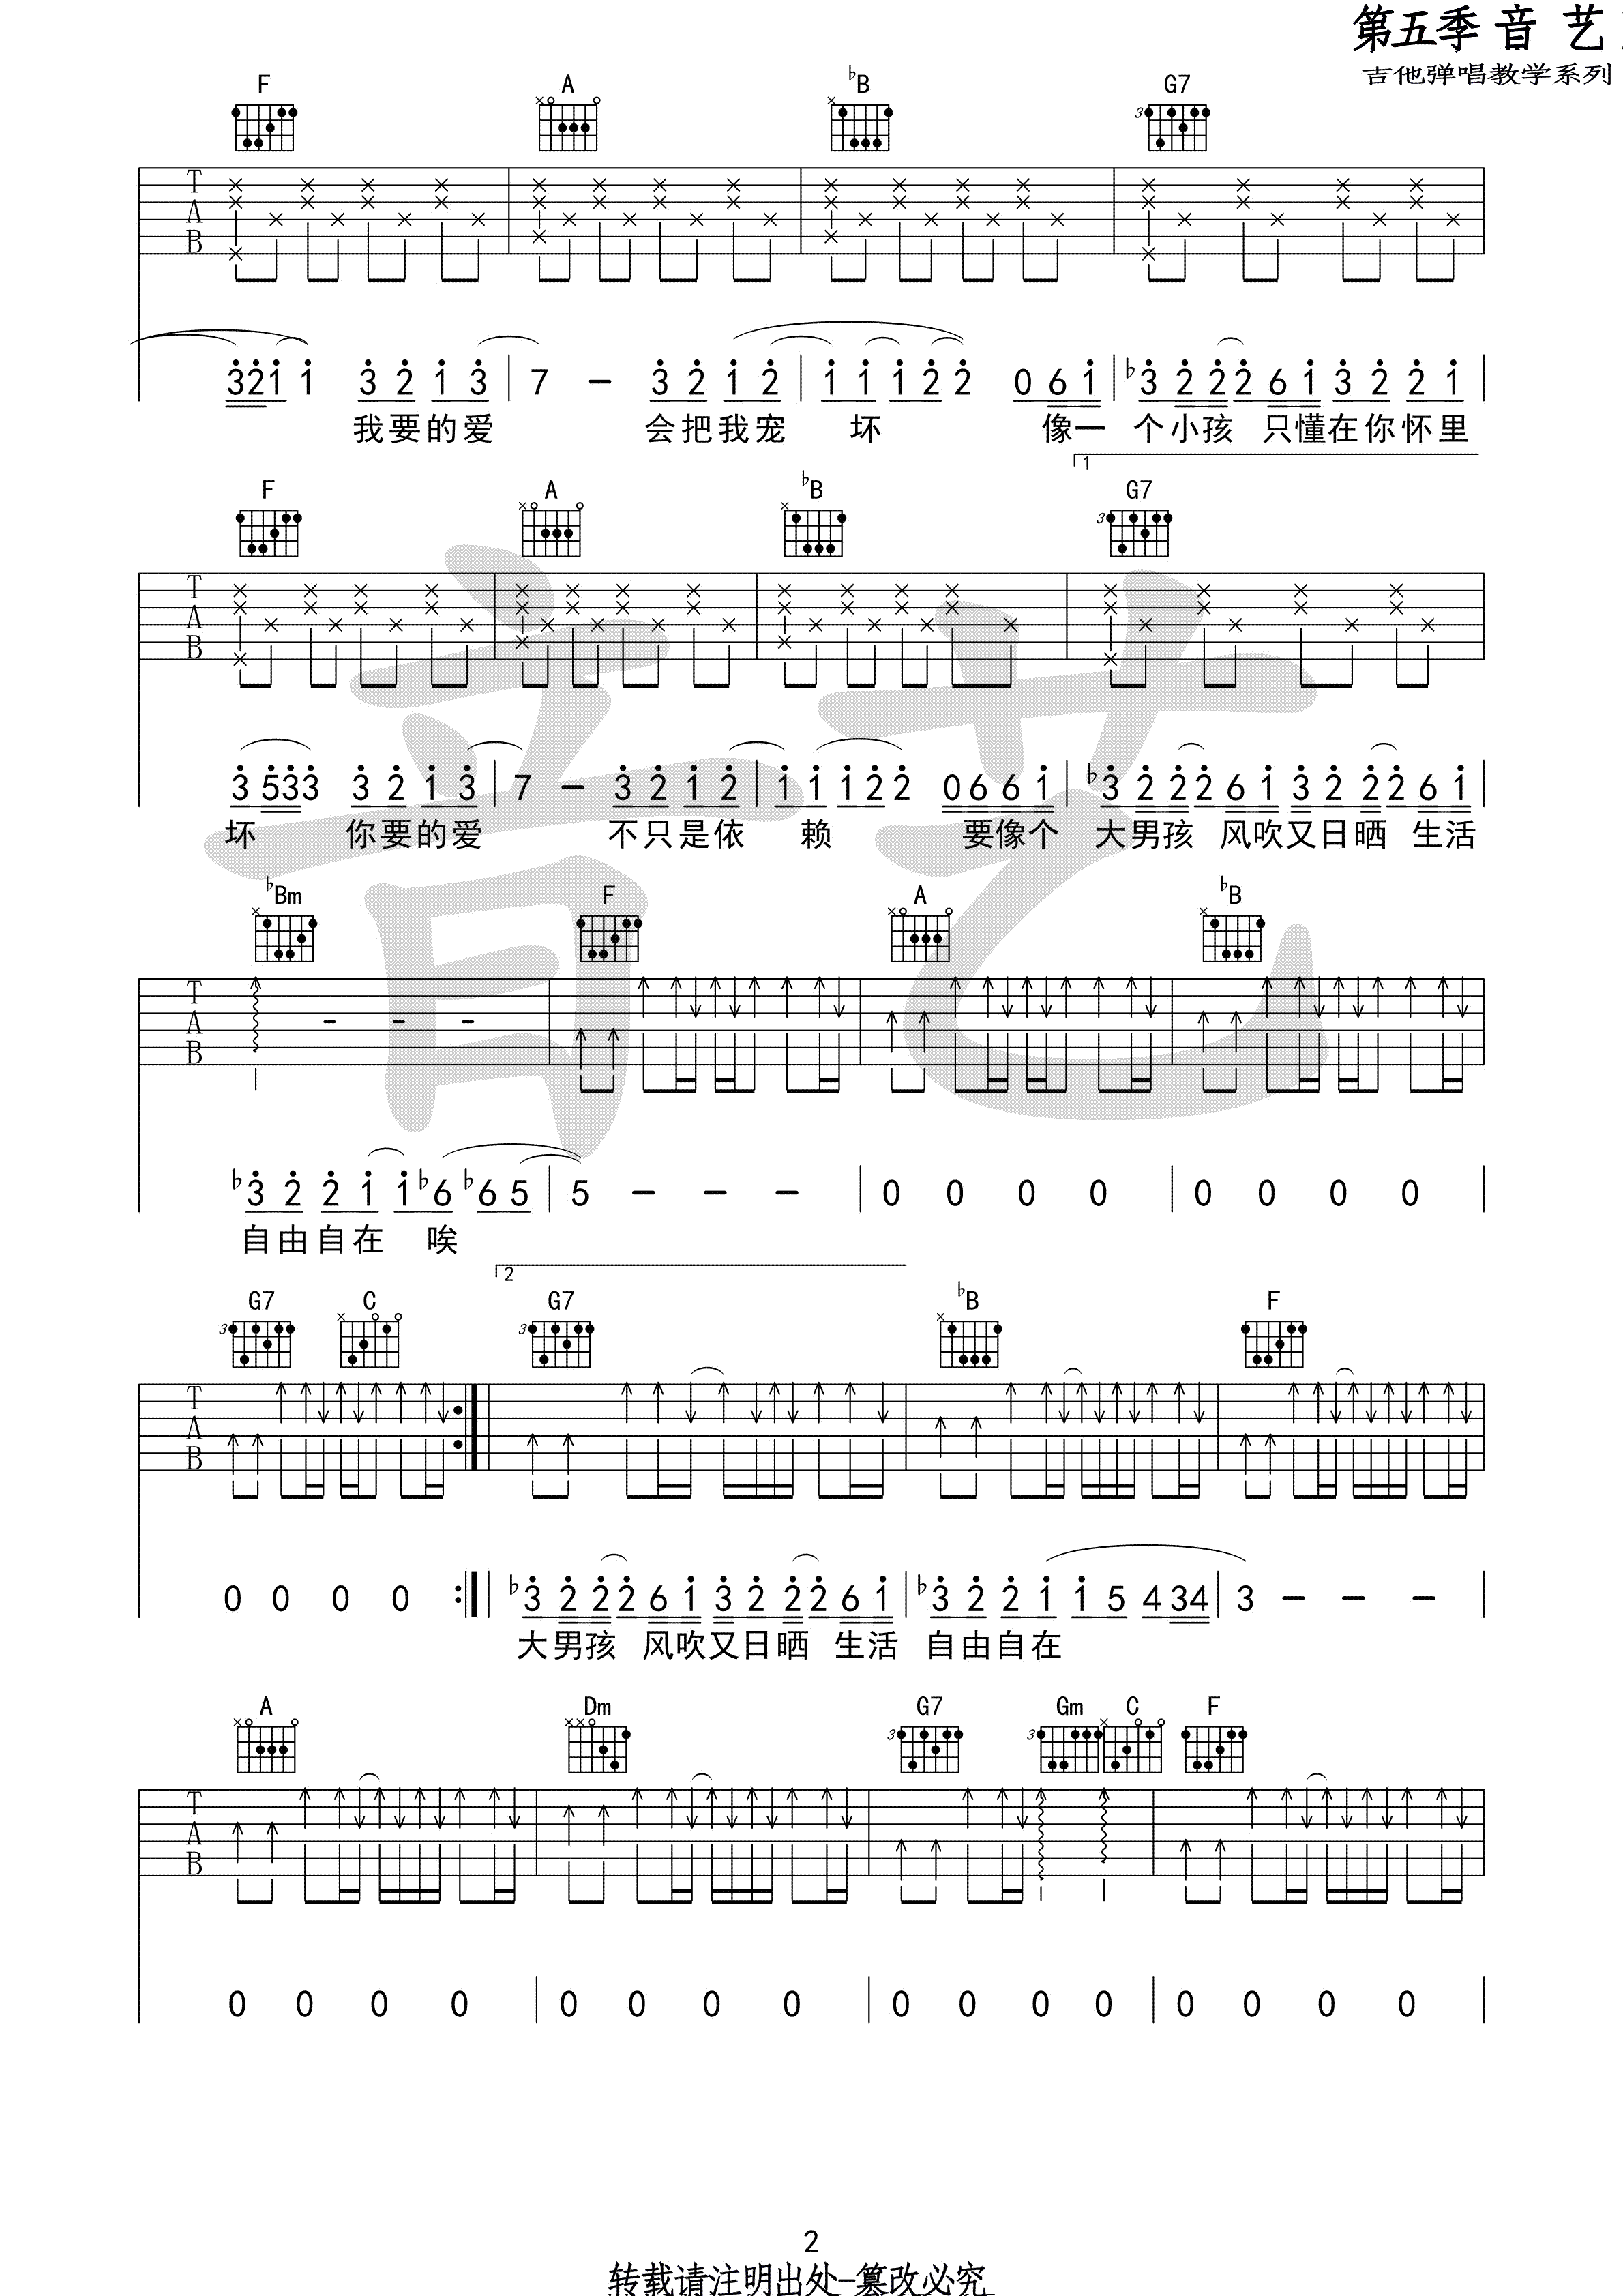 第五季 音 艺
吉他弹唱教学系列
F A ♭B G7
T
A
B
3 2 1 1 3 2 1 3 7 - 3 2 1 2 1 1 1 2 2 0 6 1 ♭3 2 2 2 6 1 3 2 2 1
我要的爱 会把我宠 坏 像一 个小孩 只懂在你怀里
1
F A ♭B G7
T
A
B
3 5 3 3 3 2 1 3 7 - 3 2 1 2 1 1 1 2 2 0 6 6 1 ♭3 2 2 2 6 1 3 2 2 2 6 1
坏 你要的爱 不只是依 赖 要像个 大男孩 风吹又日晒 生活
♭Bm F A ♭B
T
A
B
- - -
♭3 2 2 1 1 ♭6 ♭6 5 5 - - - 0 0 0 0 0 0 0 0
自由自在 唉
2
G7 C G7 ♭B F
T
A
B
0 0 0 0 ♭3 2 2 2 6 1 3 2 2 2 6 1 ♭3 2 2 1 1 5 4 3 4 3 - - -
大男孩 风吹又日晒 生活 自由自在
A Dm G7 Gm C F
T
A
B
0 0 0 0 0 0 0 0 0 0 0 0 0 0 0 0
音艺
2
转载请注明出处-篡改必究